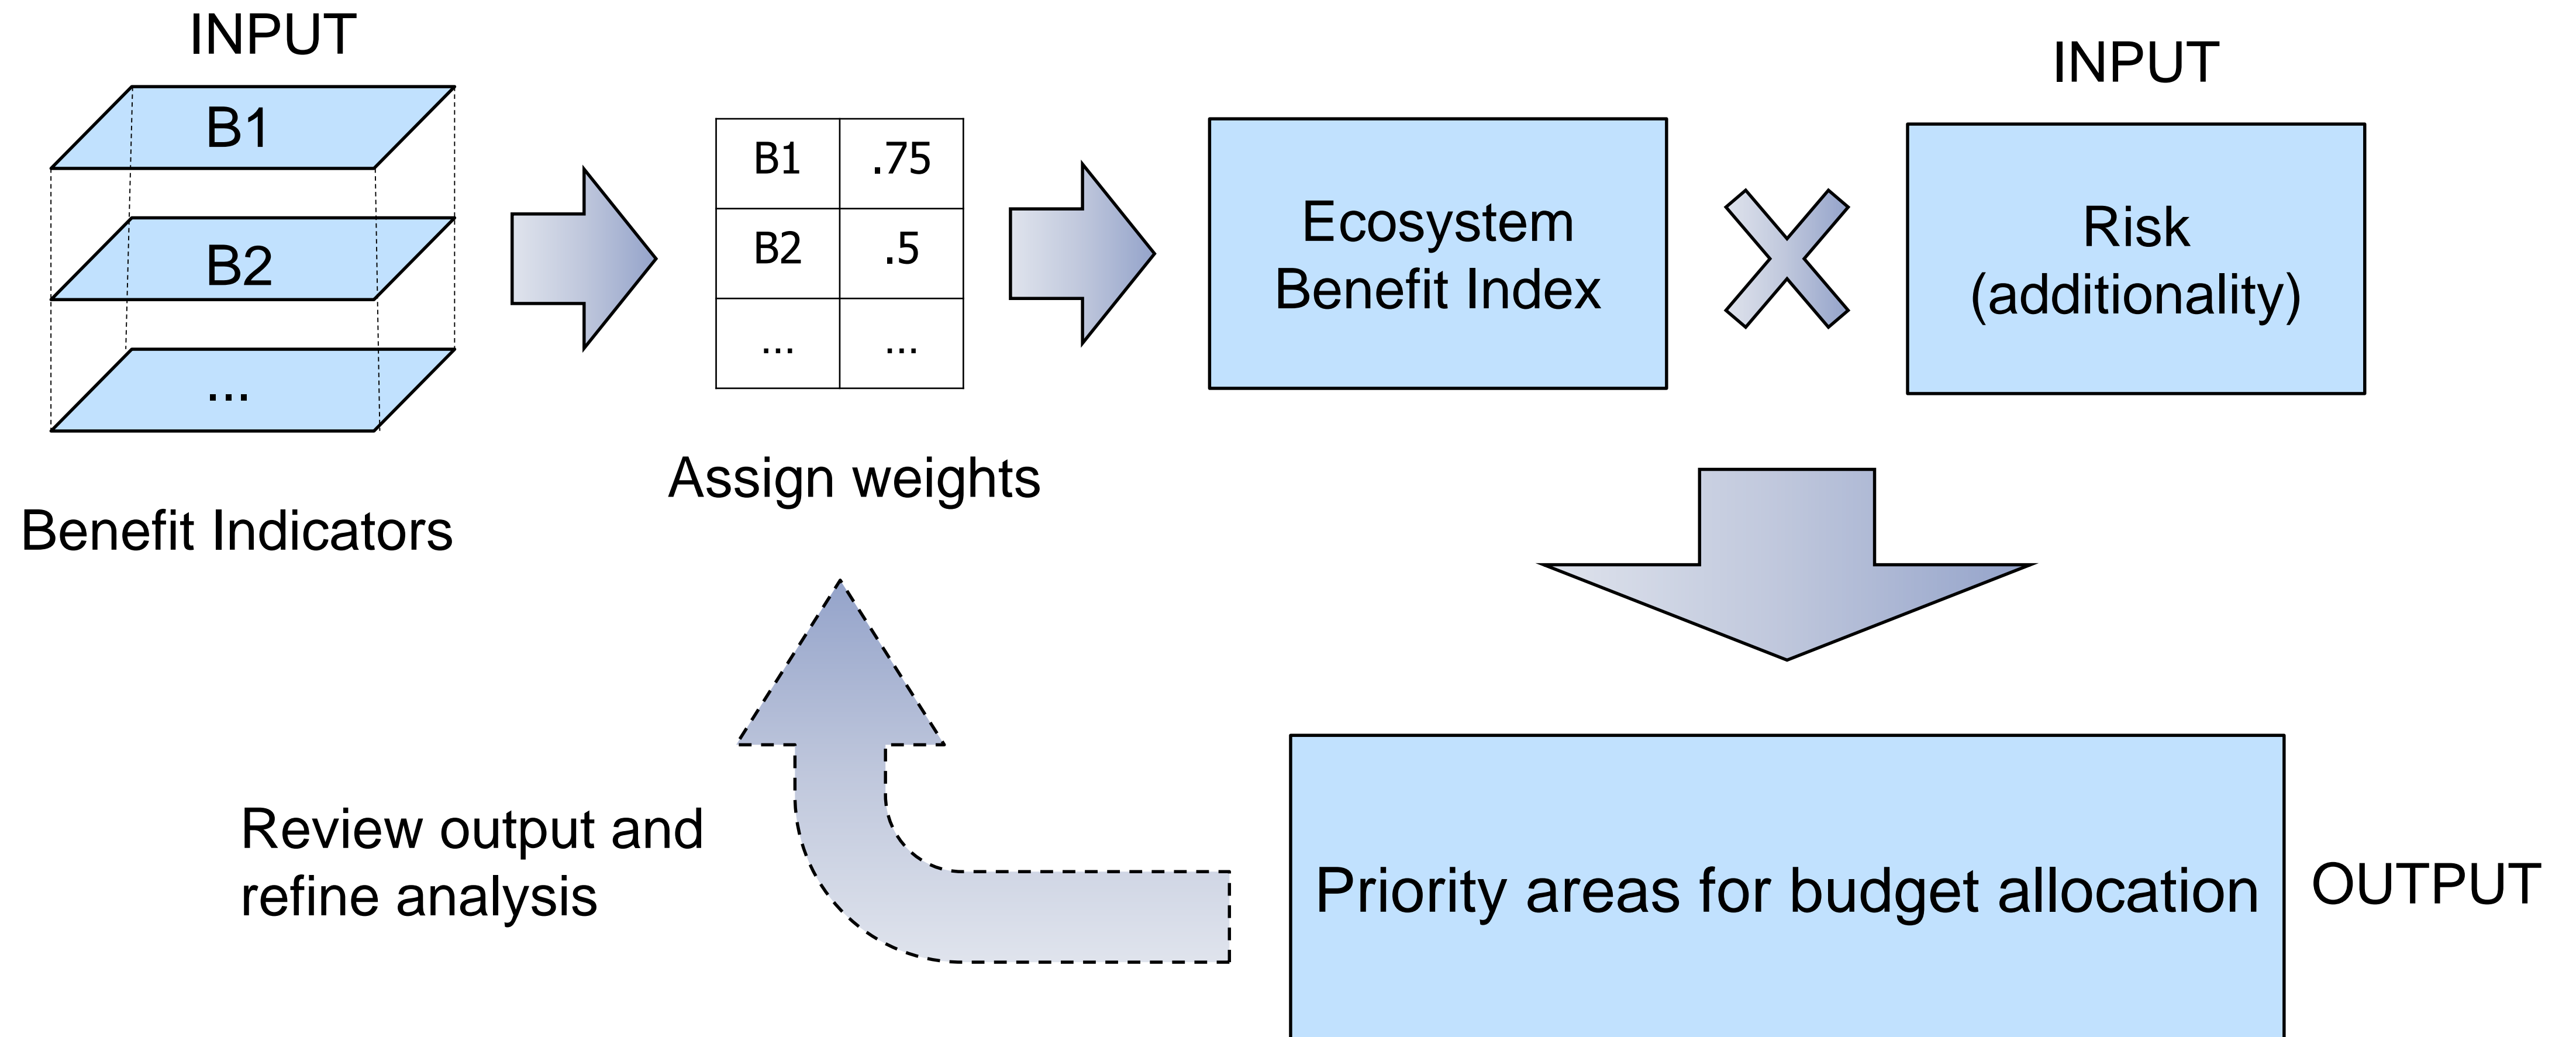 INPUT
B1
B2
...
Benefit Indicators
B1 .75
B2 .5
... ...
Assign weights
Ecosystem
Benefit Index
INPUT
Risk
(additionality)
Priority areas for budget allocation
OUTPUT
Review output and
refine analysis